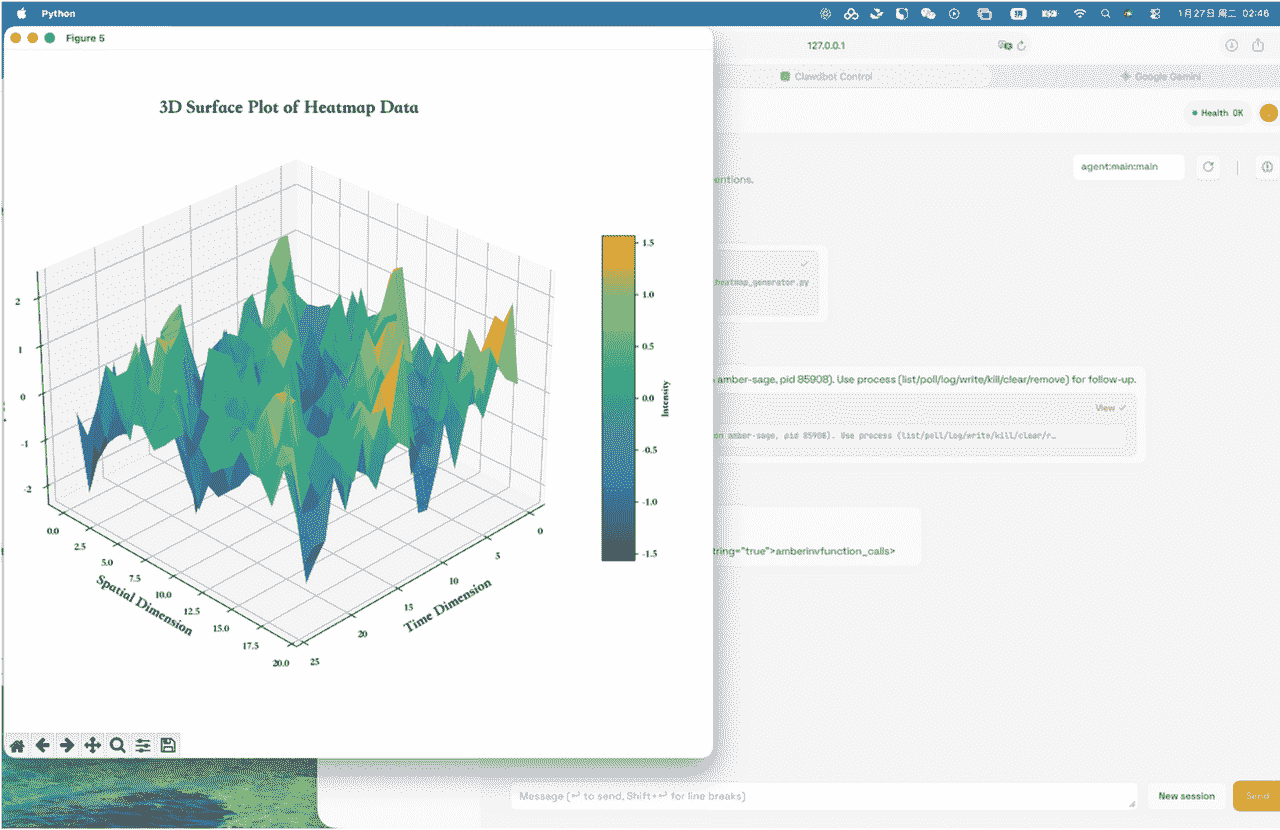 Python
1月27日 周二 02:46
Figure 5
3D Surface Plot of Heatmap Data
2
1
0
-1
-2
0.0
2.5
5.0
7.5
10.0
12.5
15.0
17.5
20.0
Spatial Dimension
0
5
10
15
20
25
Time Dimension
1.5
1.0
0.5
0.0
-0.5
-1.0
-1.5
Intensity
127.0.0.1
Clawdbot Control
Google Gemini
Health OK
agent:main:main
entions.
heatmap_generator.py
amber-sage, pid 85908). Use process (list/poll/log/write/kill/clear/remove) for follow-up.
View
on amber-sage, pid 85908). Use process (list/poll/log/write/kill/clear/r…
tring="true">amberinvfunction_calls>
Message (↵ to send, Shift+↵ for line breaks)
New session
Send